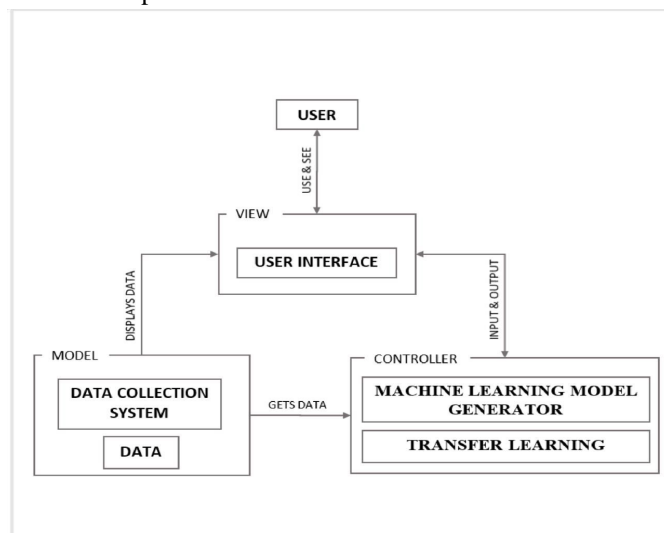 USER
USE & SEE
VIEW
USER INTERFACE
DISPLAYS DATA
INPUT & OUTPUT
MODEL
DATA COLLECTION
SYSTEM
DATA
GETS DATA
CONTROLLER
MACHINE LEARNING MODEL
GENERATOR
TRANSFER LEARNING